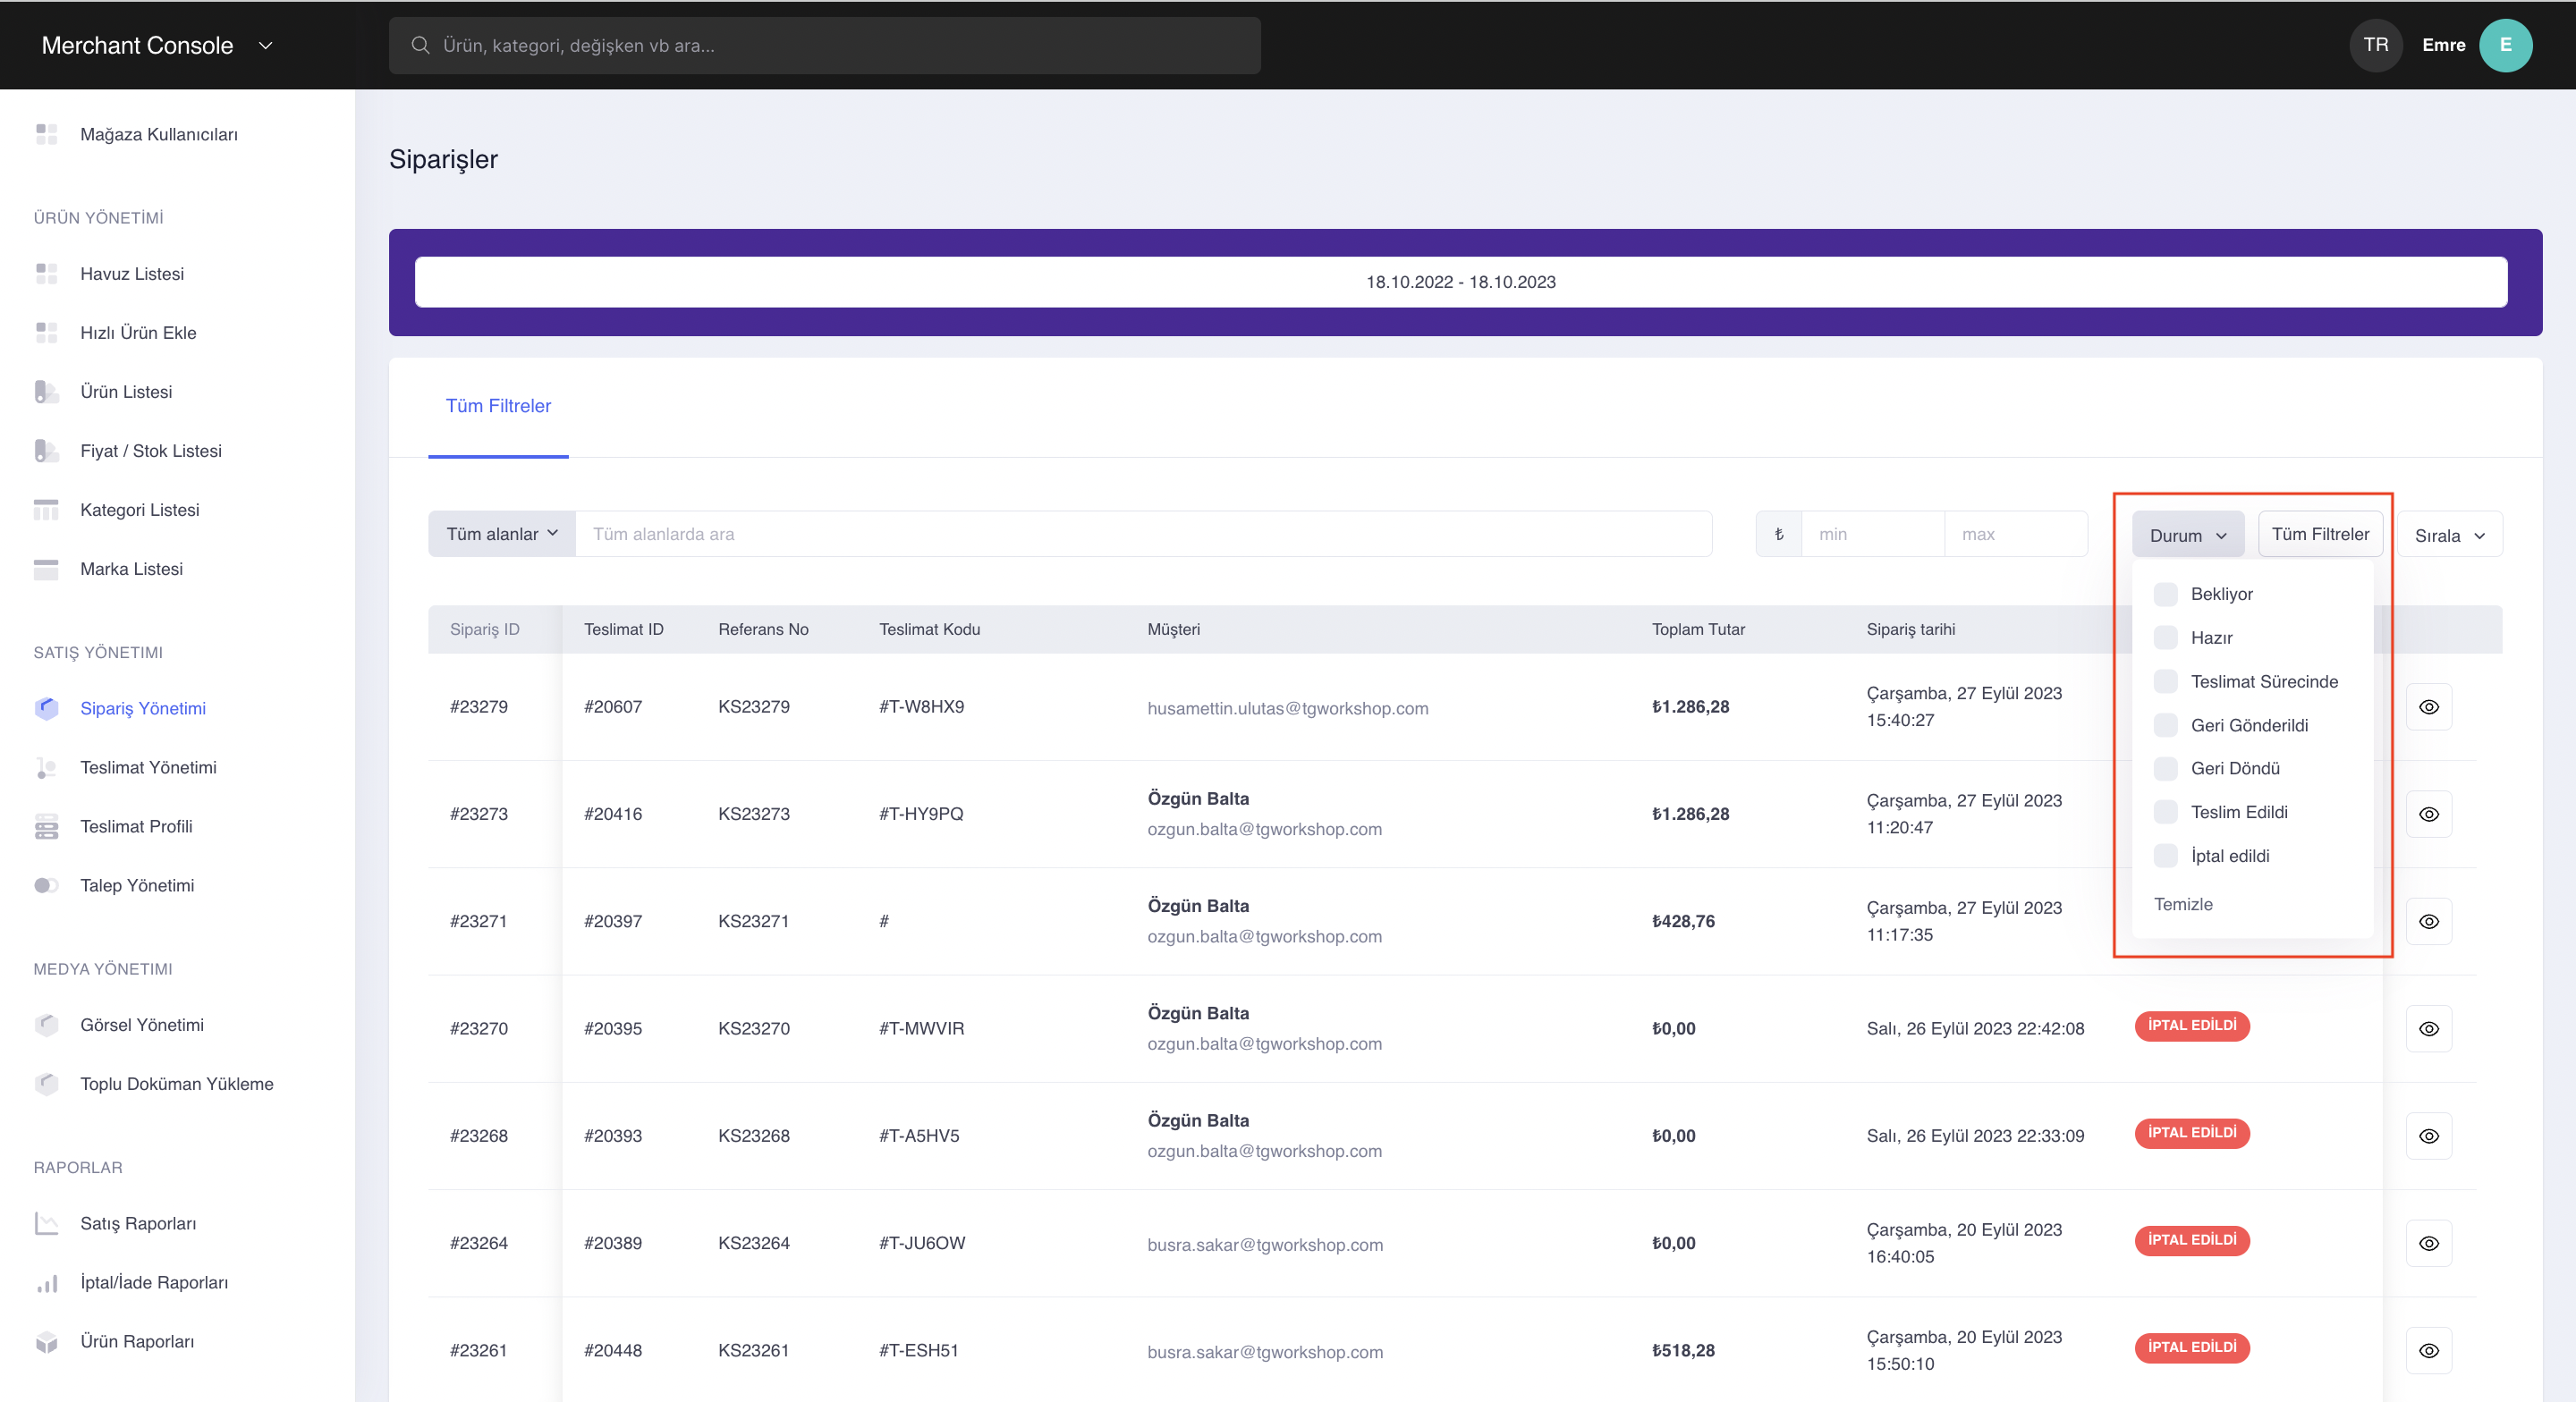 Merchant Console
Ürün, kategori, değişken vb ara...
TR
Emre
E
Mağaza Kullanıcıları
ÜRÜN YÖNETİMİ
Havuz Listesi
Hızlı Ürün Ekle
Ürün Listesi
Fiyat / Stok Listesi
Kategori Listesi
Marka Listesi
SATIŞ YÖNETIMI
Sipariş Yönetimi
Teslimat Yönetimi
Teslimat Profili
Talep Yönetimi
MEDYA YÖNETIMI
Görsel Yönetimi
Toplu Doküman Yükleme
RAPORLAR
Satış Raporları
İptal/İade Raporları
Ürün Raporları
Siparişler
18.10.2022 - 18.10.2023
Tüm Filtreler
Tüm alanlar
Tüm alanlarda ara
₺
min
max
Durum
Tüm Filtreler
Sırala
Bekliyor
Hazır
Teslimat Sürecinde
Geri Gönderildi
Geri Döndü
Teslim Edildi
İptal edildi
Temizle
Sipariş ID Teslimat ID Referans No Teslimat Kodu Müşteri Toplam Tutar Sipariş tarihi
#23279 #20607 KS23279 #T-W8HX9 husamettin.ulutas@tgworkshop.com ₺1.286,28 Çarşamba, 27 Eylül 2023
15:40:27
#23273 #20416 KS23273 #T-HY9PQ Özgün Balta ₺1.286,28 Çarşamba, 27 Eylül 2023
ozgun.balta@tgworkshop.com 11:20:47
#23271 #20397 KS23271 # Özgün Balta ₺428,76 Çarşamba, 27 Eylül 2023
ozgun.balta@tgworkshop.com 11:17:35
#23270 #20395 KS23270 #T-MWVIR Özgün Balta ₺0,00 Salı, 26 Eylül 2023 22:42:08 İPTAL EDİLDİ
ozgun.balta@tgworkshop.com
#23268 #20393 KS23268 #T-A5HV5 Özgün Balta ₺0,00 Salı, 26 Eylül 2023 22:33:09 İPTAL EDİLDİ
ozgun.balta@tgworkshop.com
#23264 #20389 KS23264 #T-JU6OW busra.sakar@tgworkshop.com ₺0,00 Çarşamba, 20 Eylül 2023 İPTAL EDİLDİ
16:40:05
#23261 #20448 KS23261 #T-ESH51 busra.sakar@tgworkshop.com ₺518,28 Çarşamba, 20 Eylül 2023 İPTAL EDİLDİ
15:50:10